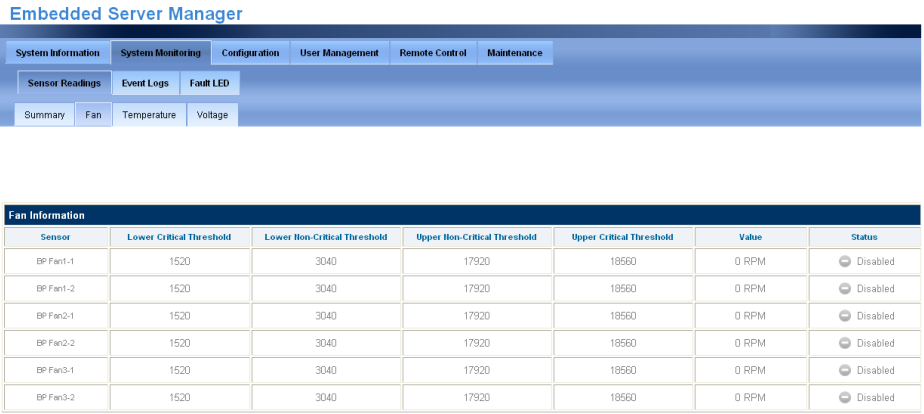 Embedded Server Manager
System Information System Monitoring Configuration User Management Remote Control Maintenance
Sensor Readings Event Logs Fault LED
Summary Fan Temperature Voltage
Fan Information
Sensor Lower Critical Threshold Lower Non-Critical Threshold Upper Non-Critical Threshold Upper Critical Threshold Value Status
BP Fan1-1 1520 3040 17920 18560 0 RPM Disabled
BP Fan1-2 1520 3040 17920 18560 0 RPM Disabled
BP Fan2-1 1520 3040 17920 18560 0 RPM Disabled
BP Fan2-2 1520 3040 17920 18560 0 RPM Disabled
BP Fan3-1 1520 3040 17920 18560 0 RPM Disabled
BP Fan3-2 1520 3040 17920 18560 0 RPM Disabled